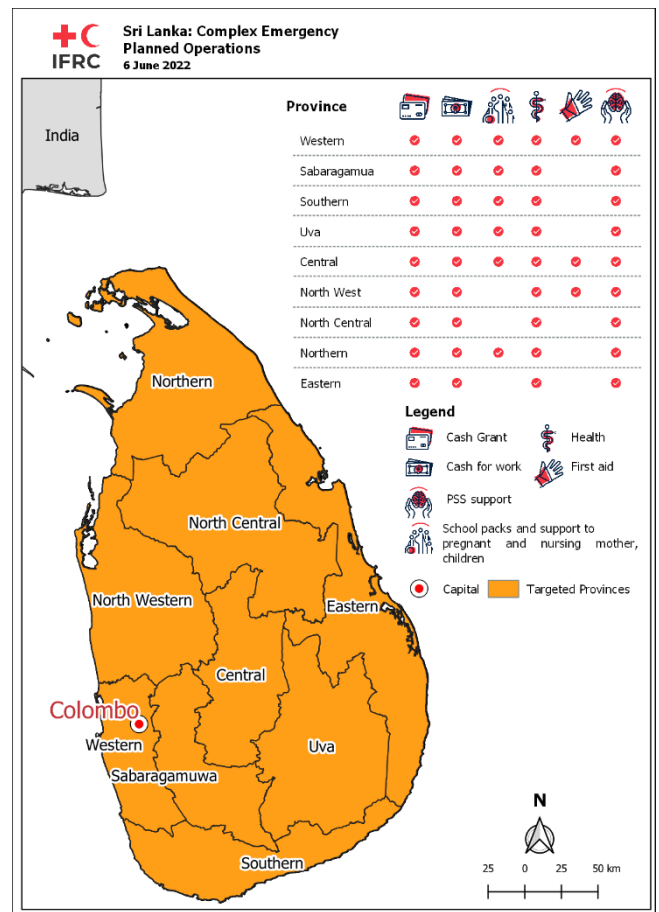 IFRC
Sri Lanka: Complex Emergency
Planned Operations
6 June 2022
India
Province
Western
Sabaragamua
Southern
Uva
Central
North West
North Central
Northern
Eastern
Legend
Cash Grant
Health
Cash for work
First aid
PSS support
School packs and support to
pregnant and nursing mother,
children
Capital
Targeted Provinces
Northern
North Central
North Western
Eastern
Central
Colombo
Western
Uva
Sabaragamuwa
Southern
N
25 0 25 50 km